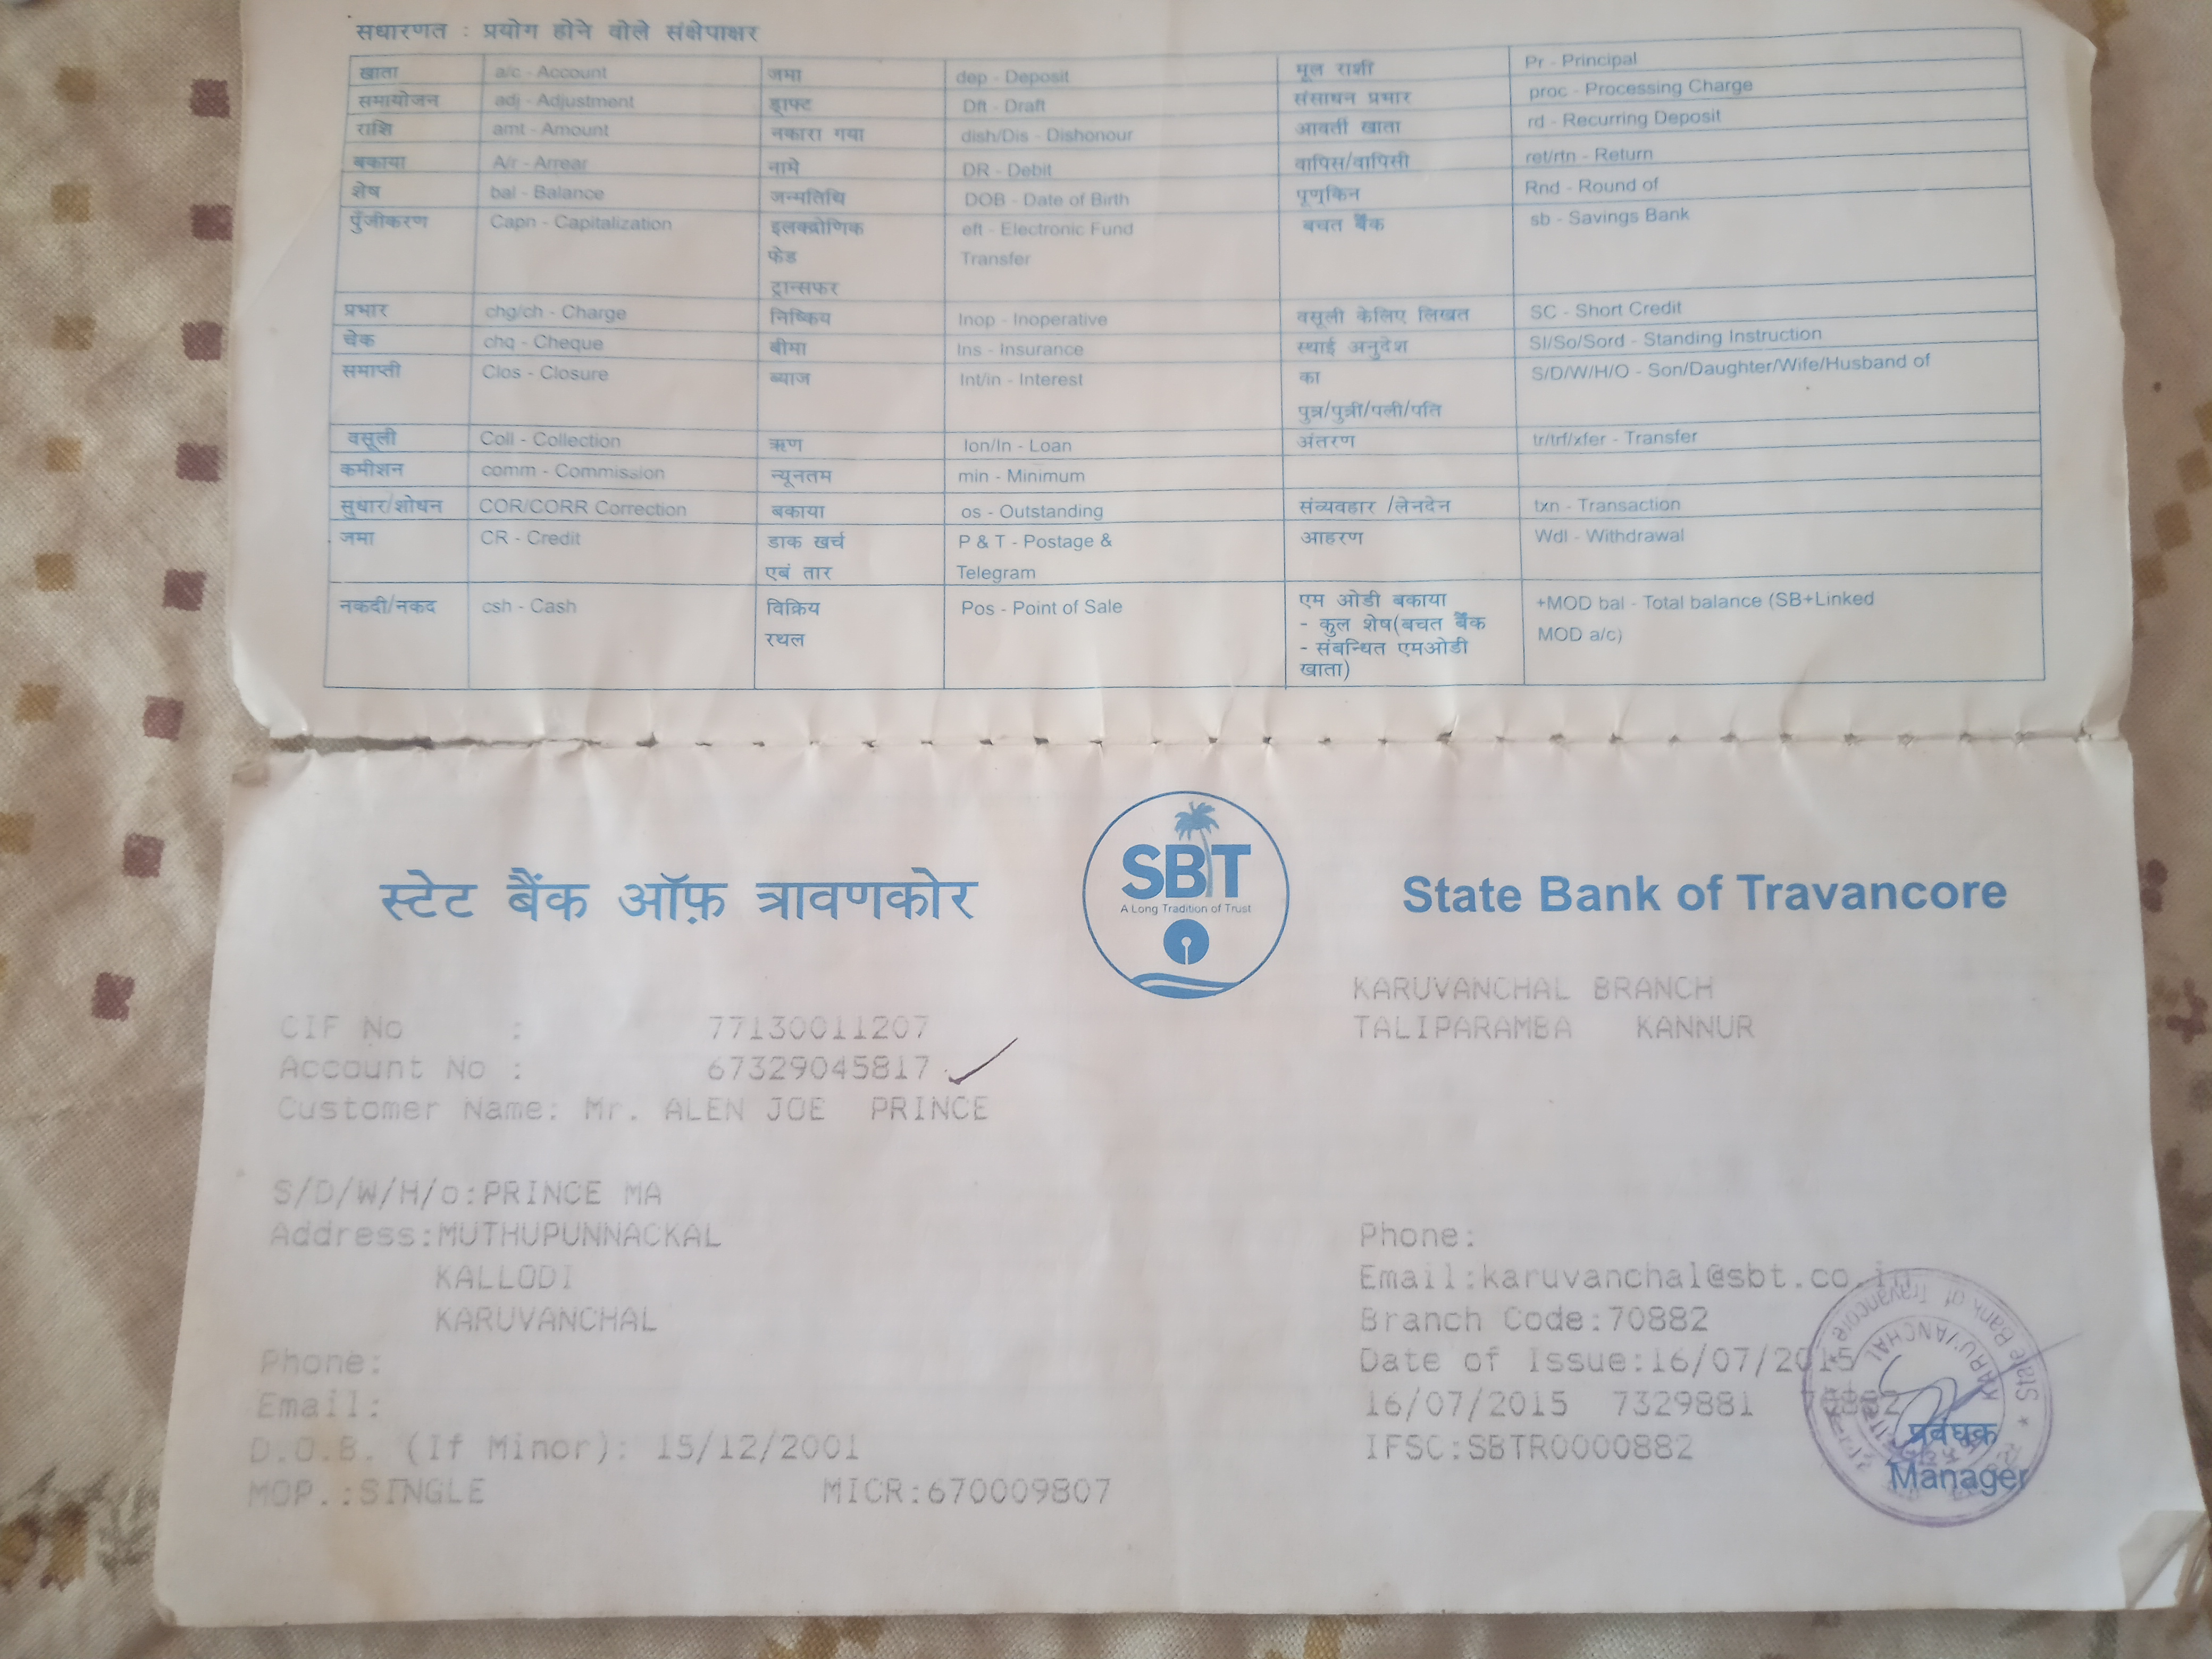 सधारणत : प्रयोग होने वोले संक्षेपाक्षर
खाता a/c - Account जमा dep - Deposit मूल राशी Pr - Principal
समायोजन adj - Adjustment ड्राफ्ट Dft - Draft संसाधन प्रभार proc - Processing Charge
राशि amt - Amount नकारा गया dish/Dis - Dishonour आवर्ती खाता rd - Recurring Deposit
बकाया A/r - Arrear नामे DR - Debit वापिस/वापिसी ret/rtn - Return
शेष bal - Balance जन्मतिथि DOB - Date of Birth पूणृकिन Rnd - Round of
पुँजीकरण Capn - Capitalization इलक्द्रोणिक eft - Electronic Fund बचत बैंक sb - Savings Bank
फेड Transfer
ट्रान्सफर
प्रभार chg/ch - Charge निष्किय Inop - Inoperative वसूली केलिए लिखत SC - Short Credit
चेक chq - Cheque बीमा Ins - Insurance स्थाई अनुदेश SI/So/Sord - Standing Instruction
समाप्ती Clos - Closure ब्याज Int/in - Interest का S/D/W/H/O - Son/Daughter/Wife/Husband of
पुत्र/पुत्री/पली/पति
वसूली Coll - Collection ऋण lon/ln - Loan अंतरण tr/trf/xfer - Transfer
कमीशन comm - Commission न्यूनतम min - Minimum
सुधार/शोधन COR/CORR Correction बकाया os - Outstanding संव्यवहार /लेनदेन txn - Transaction
जमा CR - Credit डाक खर्च P & T - Postage & आहरण Wdl - Withdrawal
एबं तार Telegram
नकदी/नकद csh - Cash विक्रिय Pos - Point of Sale एम ओडी बकाया +MOD bal - Total balance (SB+Linked
रथल - कुल शेष(बचत बैंक MOD a/c)
- संबन्धित एमओडी
खाता)
स्टेट बैंक ऑफ़ त्रावणकोर SBT State Bank of Travancore
A Long Tradition of Trust
KARUVANCHAL BRANCH
CIF No : 77130011207 TALIPARAMBA KANNUR
Account No : 67329045817
Customer Name: Mr. ALEN JOE PRINCE
S/D/W/H/o:PRINCE MA
Address:MUTHUPUNNACKAL Phone:
KALLODI Email:karuvanchal@sbt.co.in
KARUVANCHAL Branch Code:70882
Phone: Date of Issue:16/07/2015
Email: 16/07/2015 7329881 70882
D.O.B. (If Minor): 15/12/2001 IFSC:SBTR0000882
MOP.:SINGLE MICR:670009807
प्रबंधक
Manager
State Bank of Travancore
KARUVANCHAL